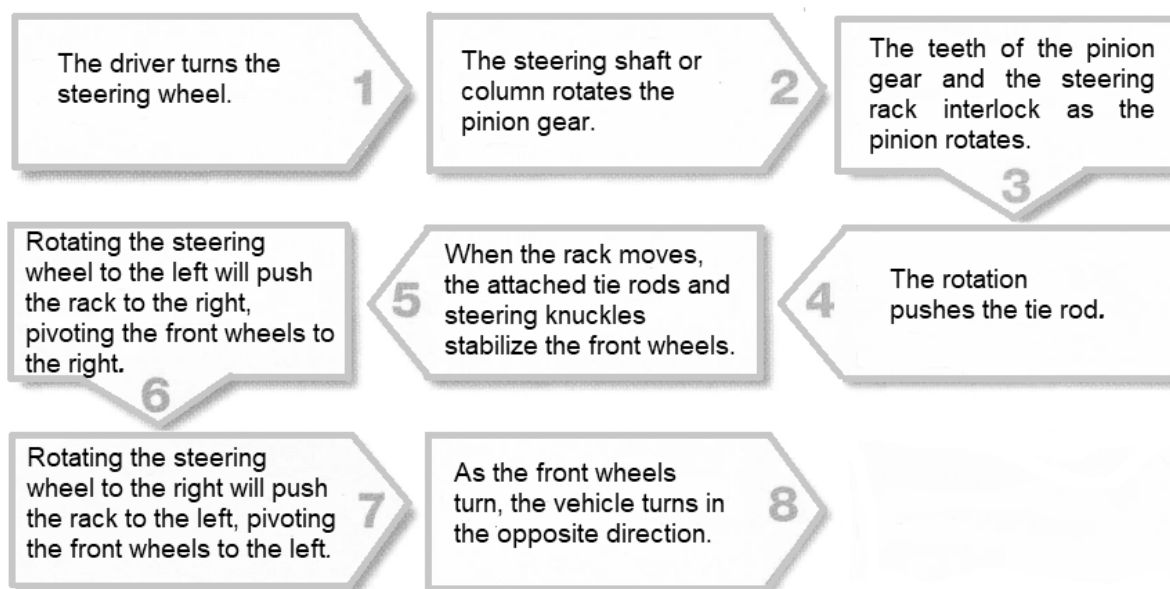 The driver turns the
steering wheel.
1
The steering shaft or
column rotates the
pinion gear.
2
The teeth of the pinion
gear and the steering
rack interlock as the
pinion rotates.
3
The rotation
pushes the tie rod.
4
When the rack moves,
the attached tie rods and
steering knuckles
stabilize the front wheels.
5
Rotating the steering
wheel to the left will push
the rack to the right,
pivoting the front wheels to
the right.
6
Rotating the steering
wheel to the right will push
the rack to the left, pivoting
the front wheels to the left.
7
As the front wheels
turn, the vehicle turns in
the opposite direction.
8